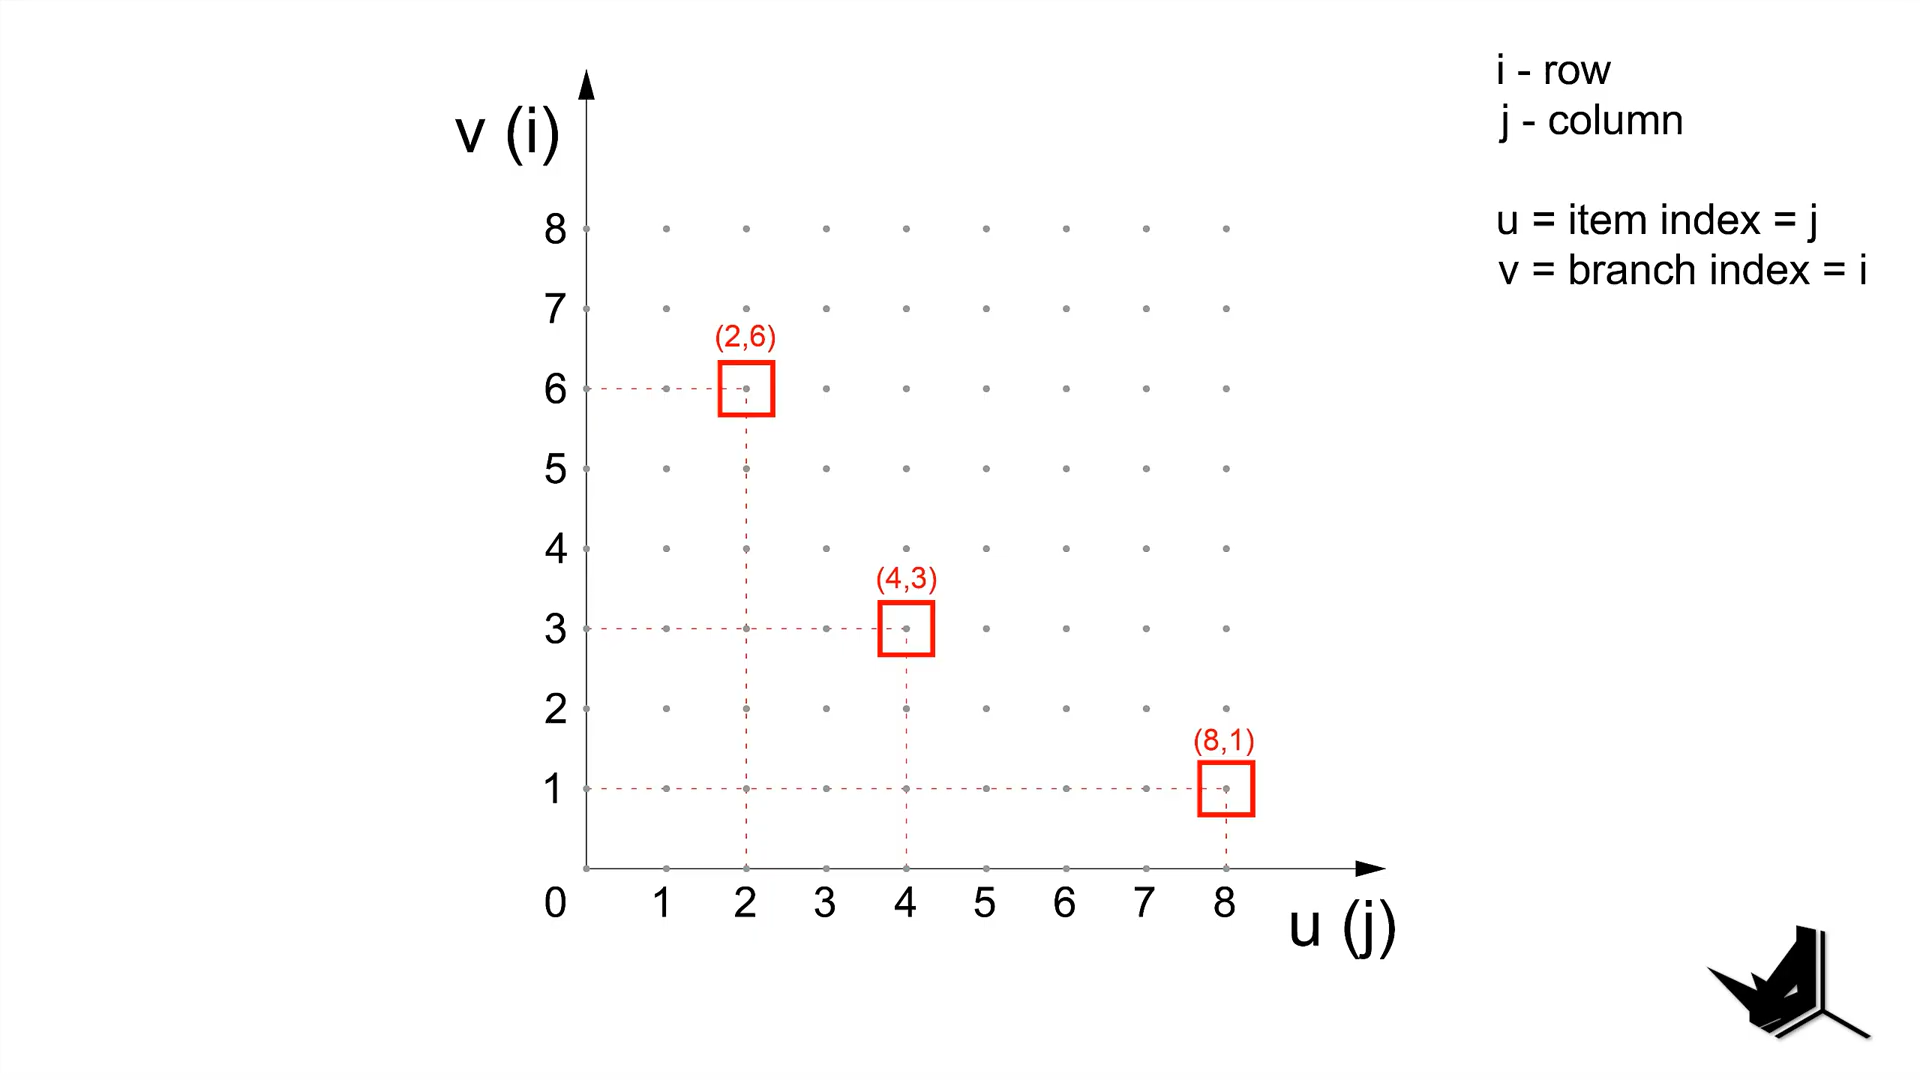 i - row
j - column
u = item index = j
v = branch index = i
v (i)
8
7
(2,6)
6
5
4
(4,3)
3
2
(8,1)
1
0 1 2 3 4 5 6 7 8
u (j)